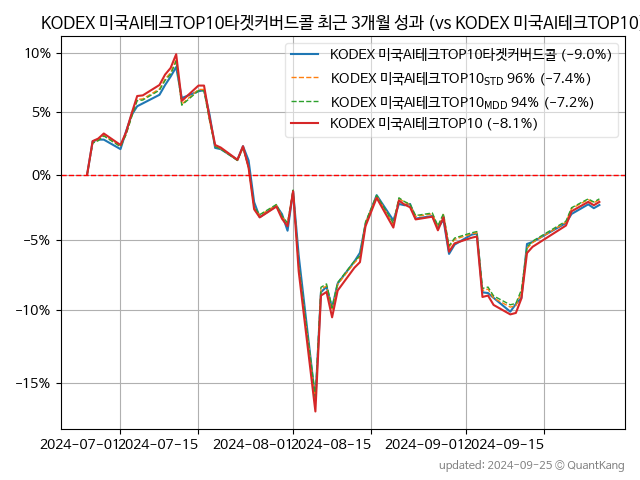 KODEX 미국AI테크TOP10타겟커버드콜 최근 3개월 성과 (vs KODEX 미국AI테크TOP10)
10%
5%
0%
−5%
−10%
−15%
KODEX 미국AI테크TOP10타겟커버드콜 (−9.0%)
KODEX 미국AI테크TOP10STD 96% (−7.4%)
KODEX 미국AI테크TOP10MDD 94% (−7.2%)
KODEX 미국AI테크TOP10 (−8.1%)
2024-07-01 2024-07-15 2024-08-01 2024-08-15 2024-09-01 2024-09-15
updated: 2024-09-25 © QuantKang